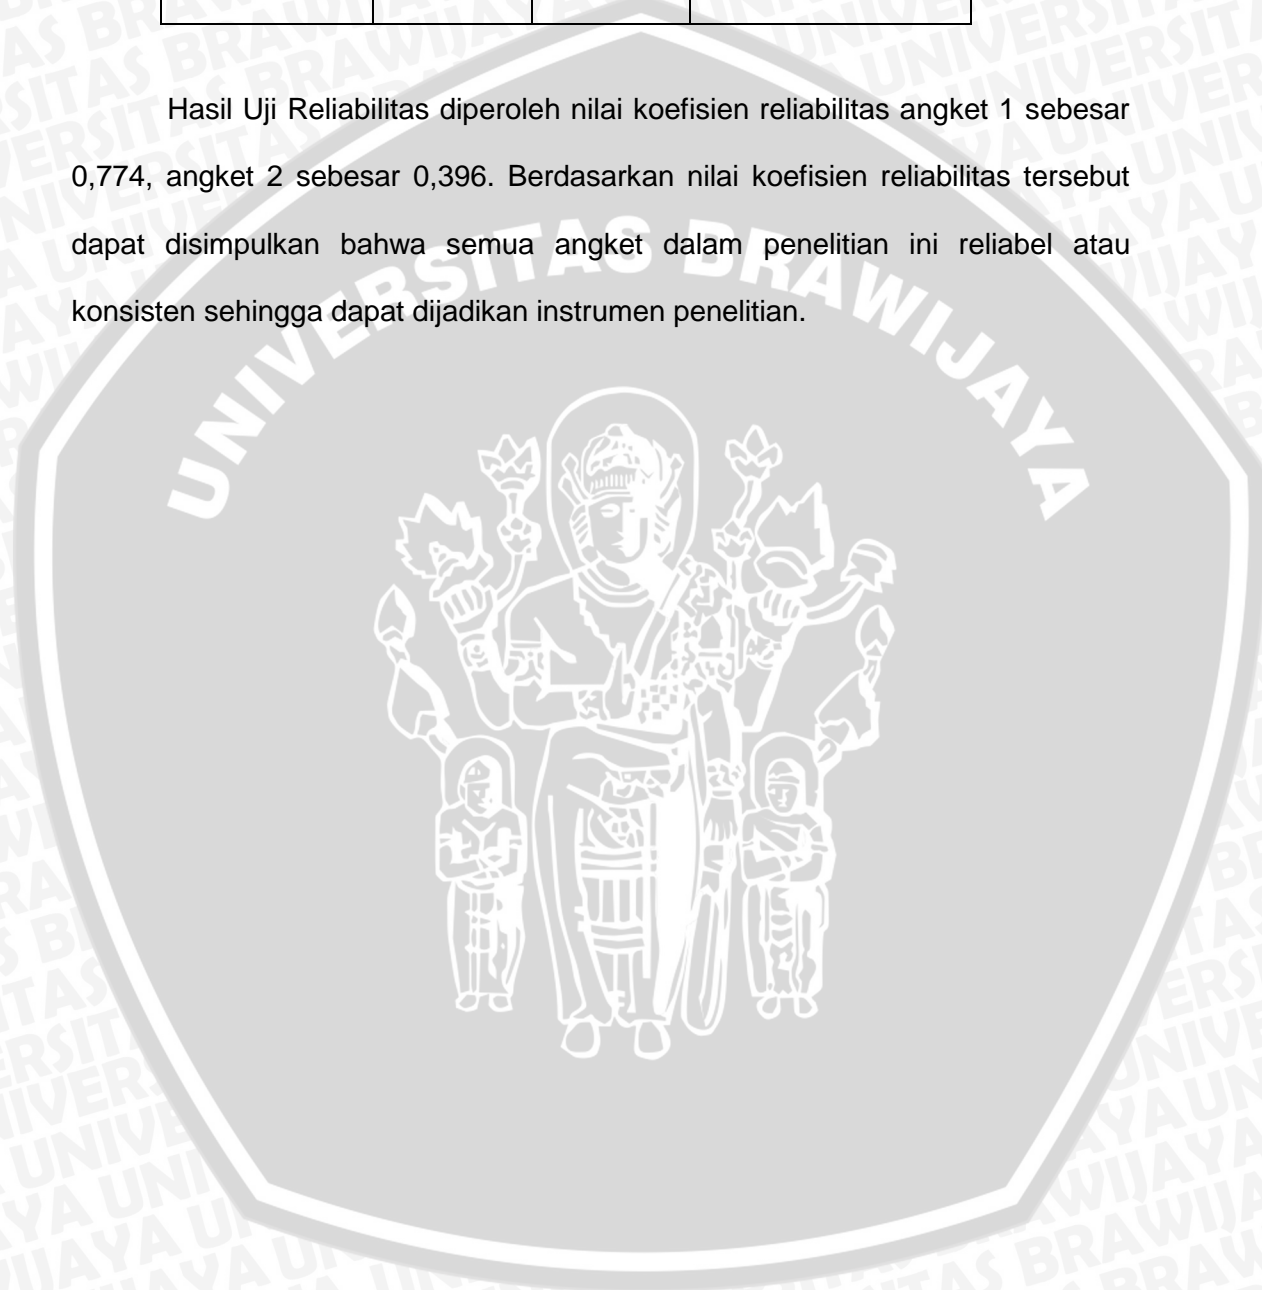 Hasil Uji Reliabilitas diperoleh nilai koefisien reliabilitas angket 1 sebesar
0,774, angket 2 sebesar 0,396. Berdasarkan nilai koefisien reliabilitas tersebut
dapat disimpulkan bahwa semua angket dalam penelitian ini reliabel atau
konsisten sehingga dapat dijadikan instrumen penelitian.
UNIVERSITAS BRAWIJAYA